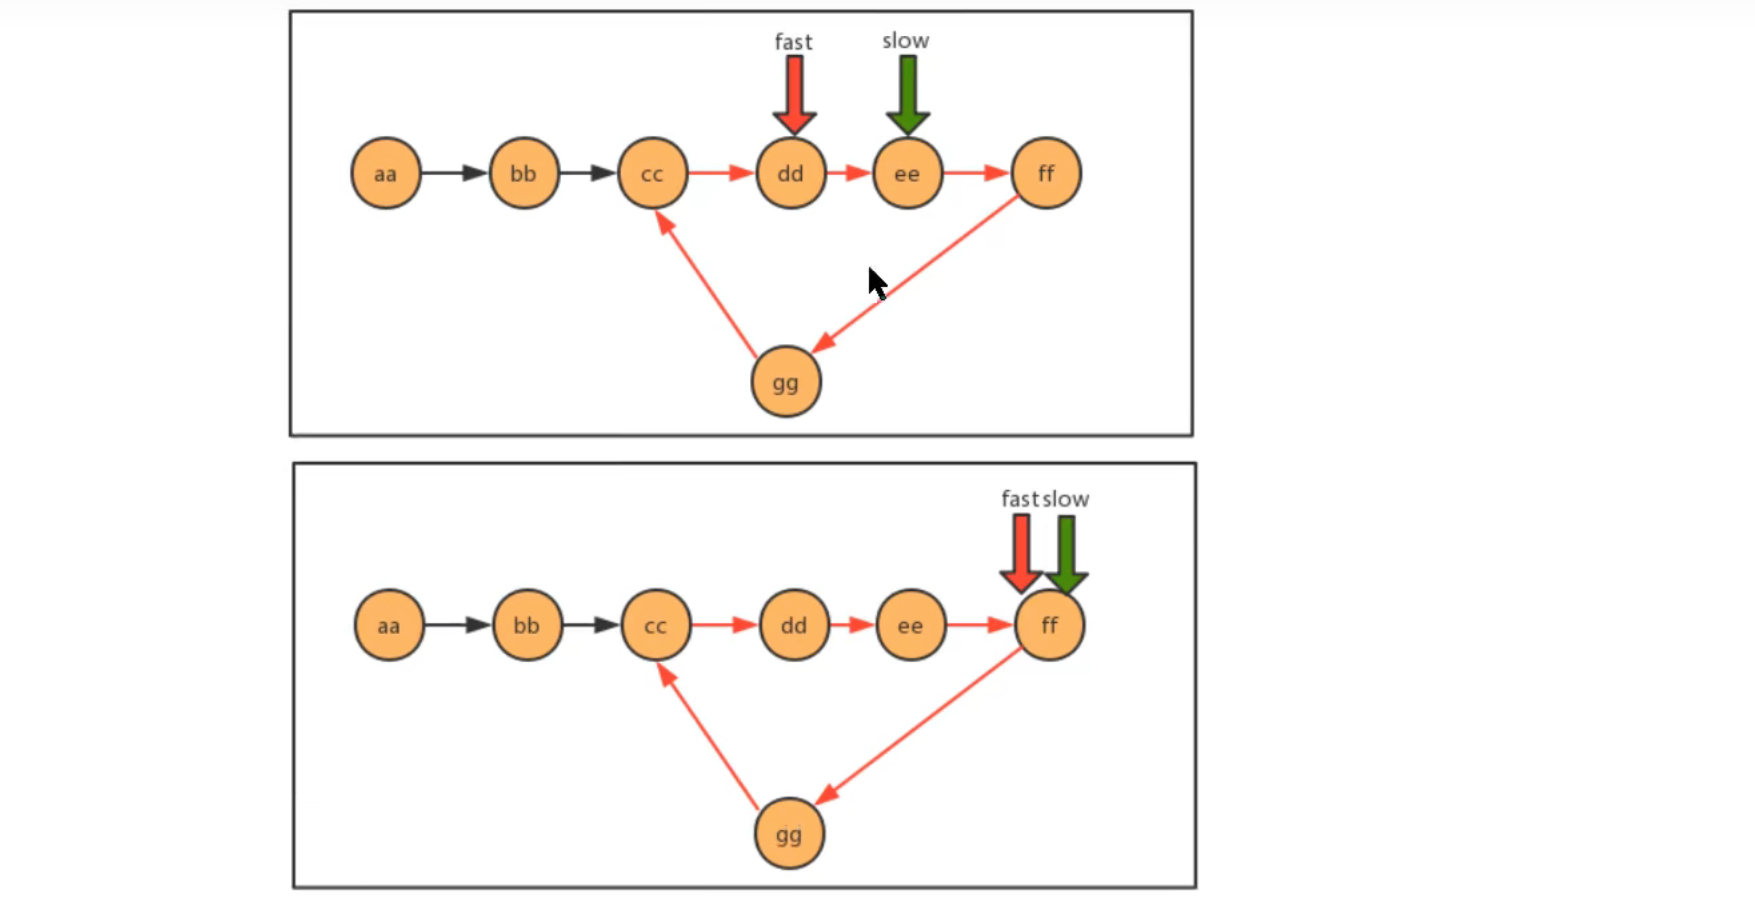 fast slow
aa bb cc dd ee ff
gg
fast slow
aa bb cc dd ee ff
gg